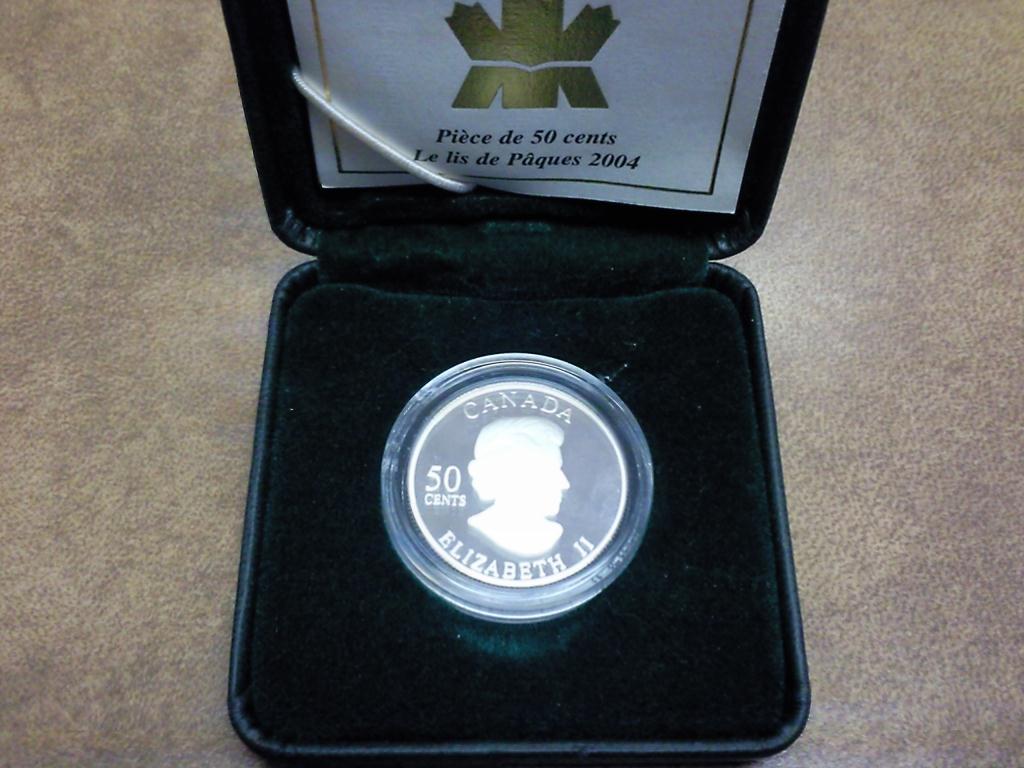 Pièce de 50 cents
Le lis de Pâques 2004
CANADA
50
CENTS
ELIZABETH II